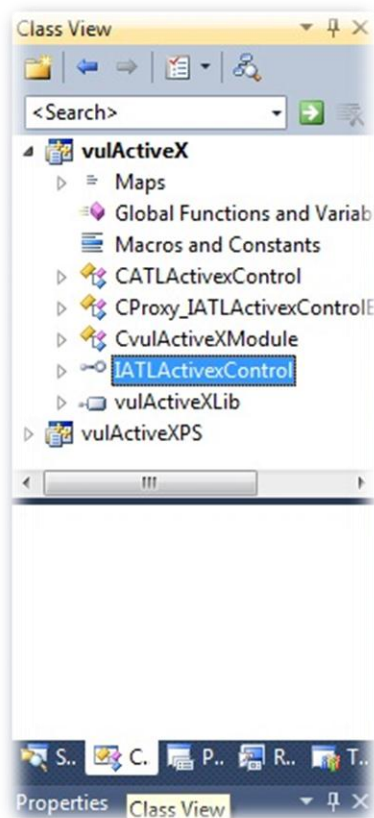 Class View
<Search>
vulActiveX
Maps
Global Functions and Variab
Macros and Constants
CATLActivexControl
CProxy_IATLActivexControlE
CvulActiveXModule
IATLActivexControl
vulActiveXLib
vulActiveXPS
S.. C. P.. R.. T..
Properties
Class View